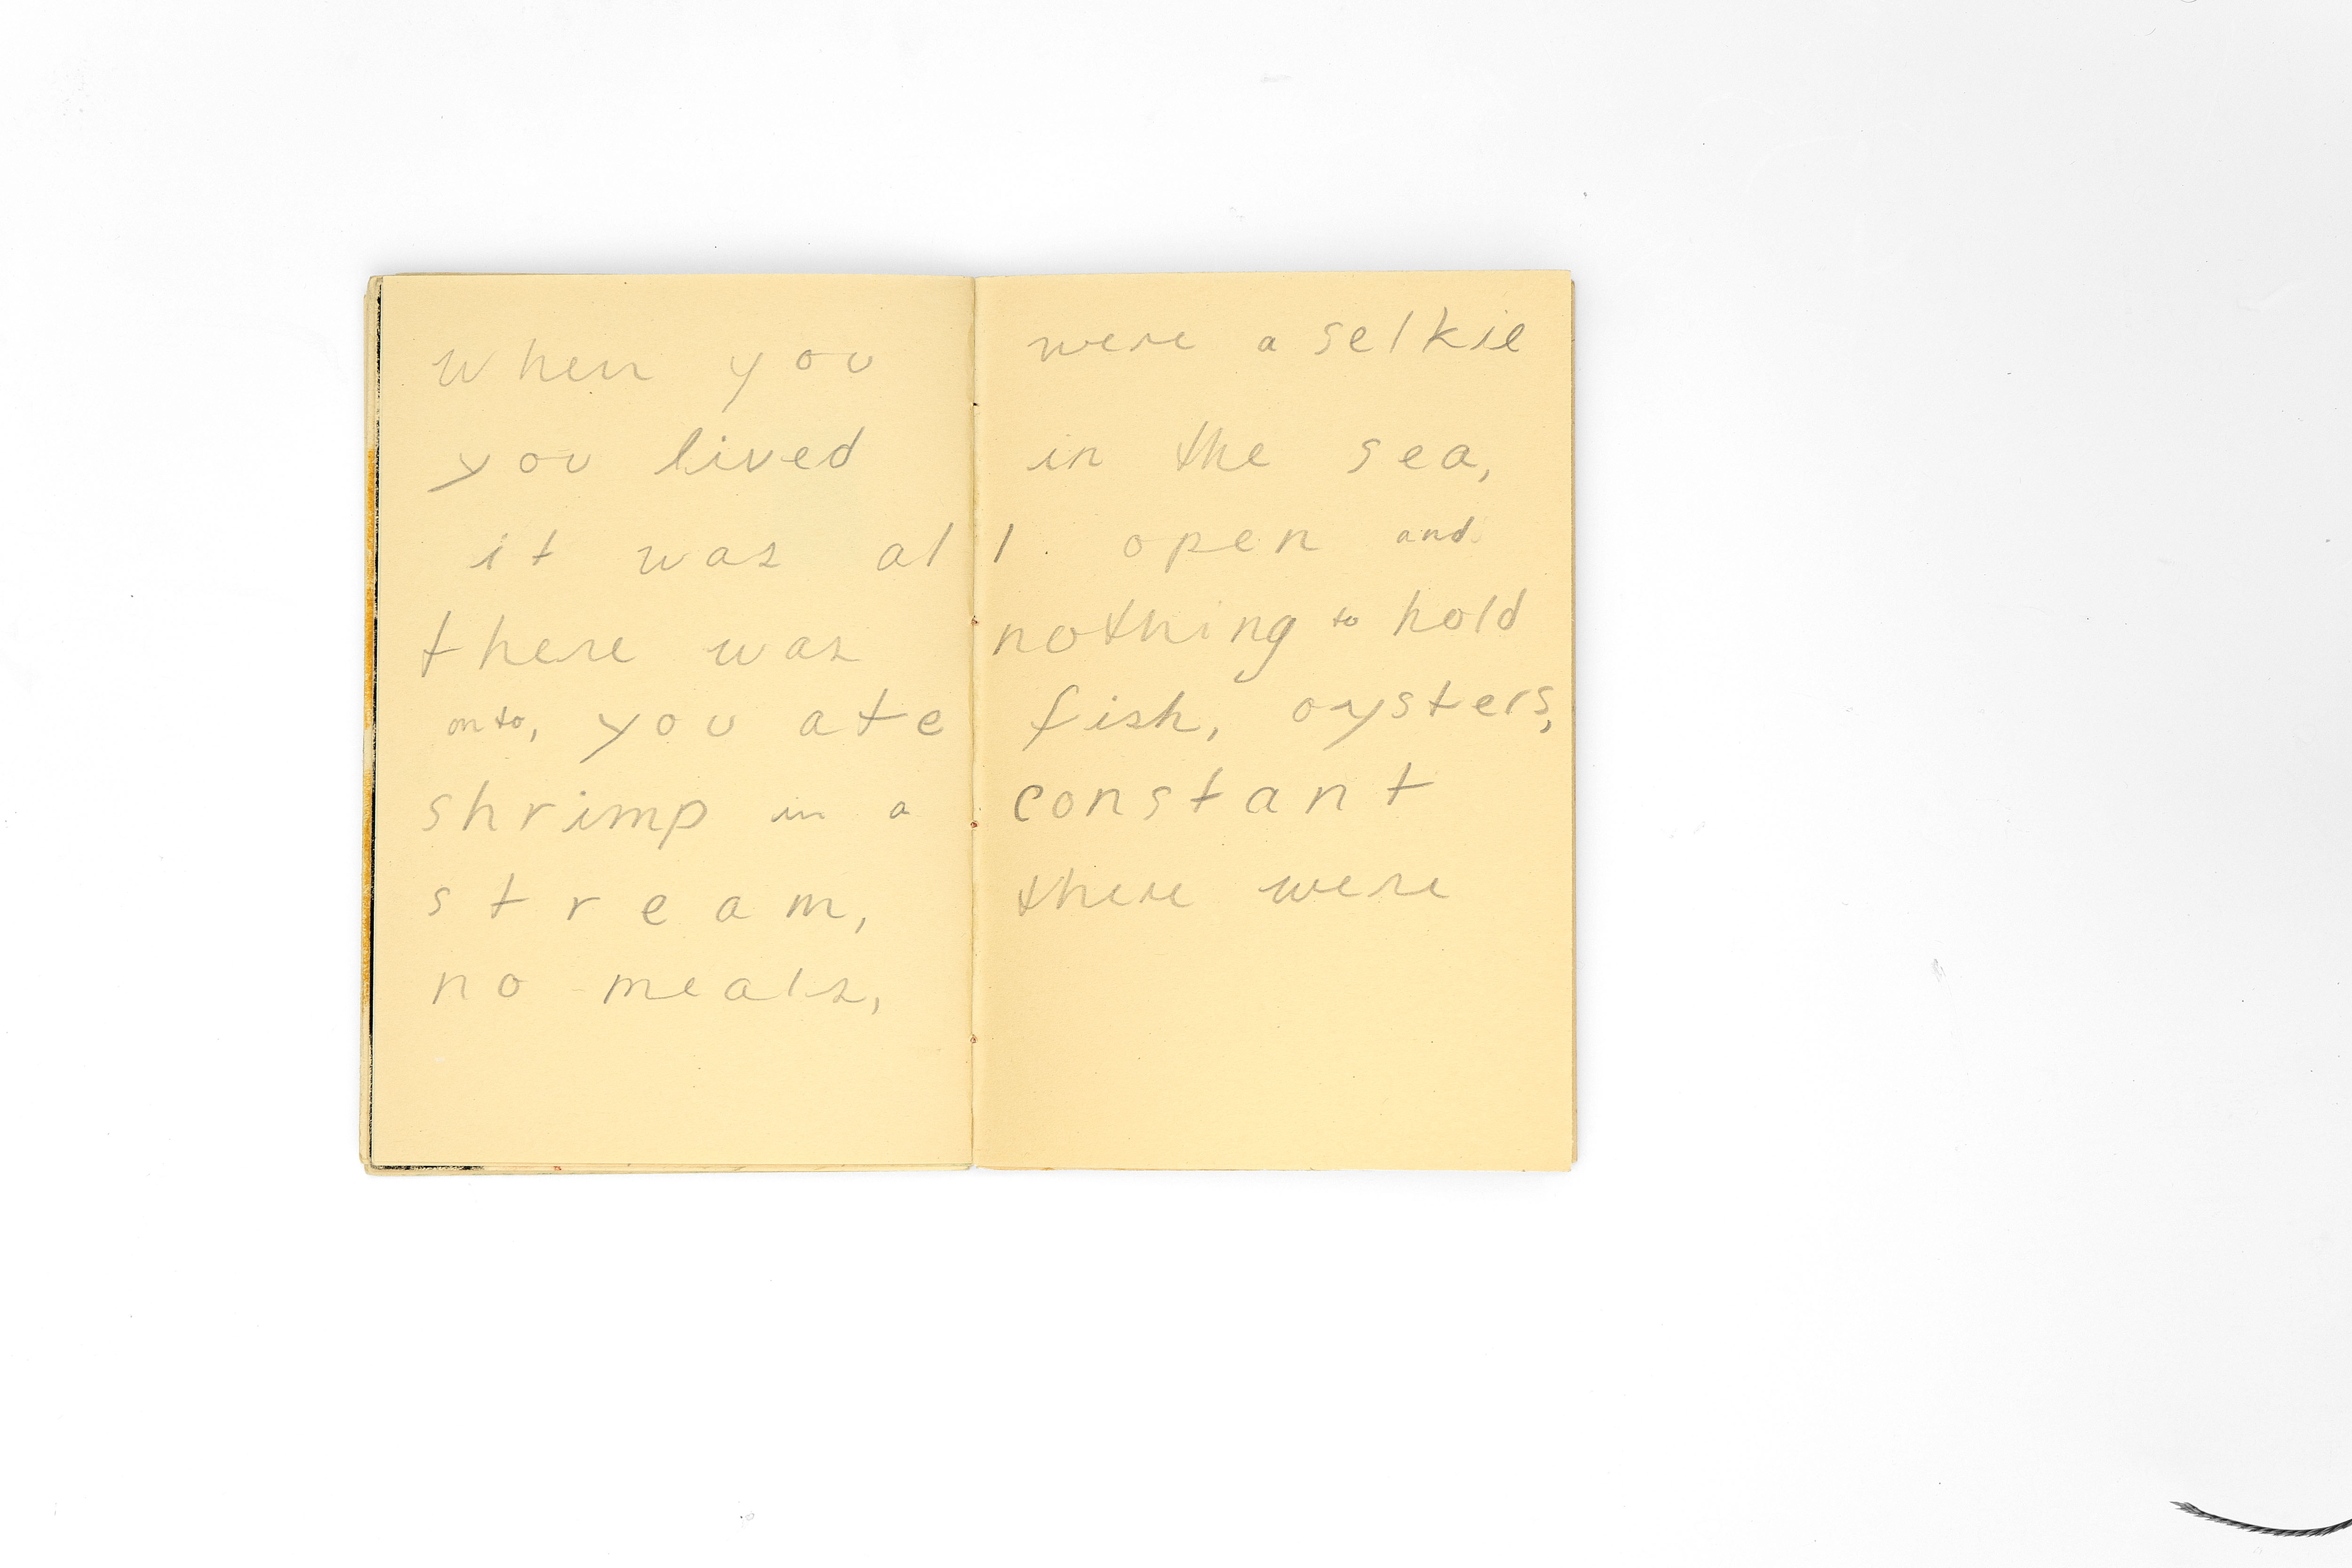 when you were a selkie
you lived in the sea,
it was all open and
there was nothing to hold
onto, you ate fish, oysters,
shrimp in a constant
stream, there were
no meals,